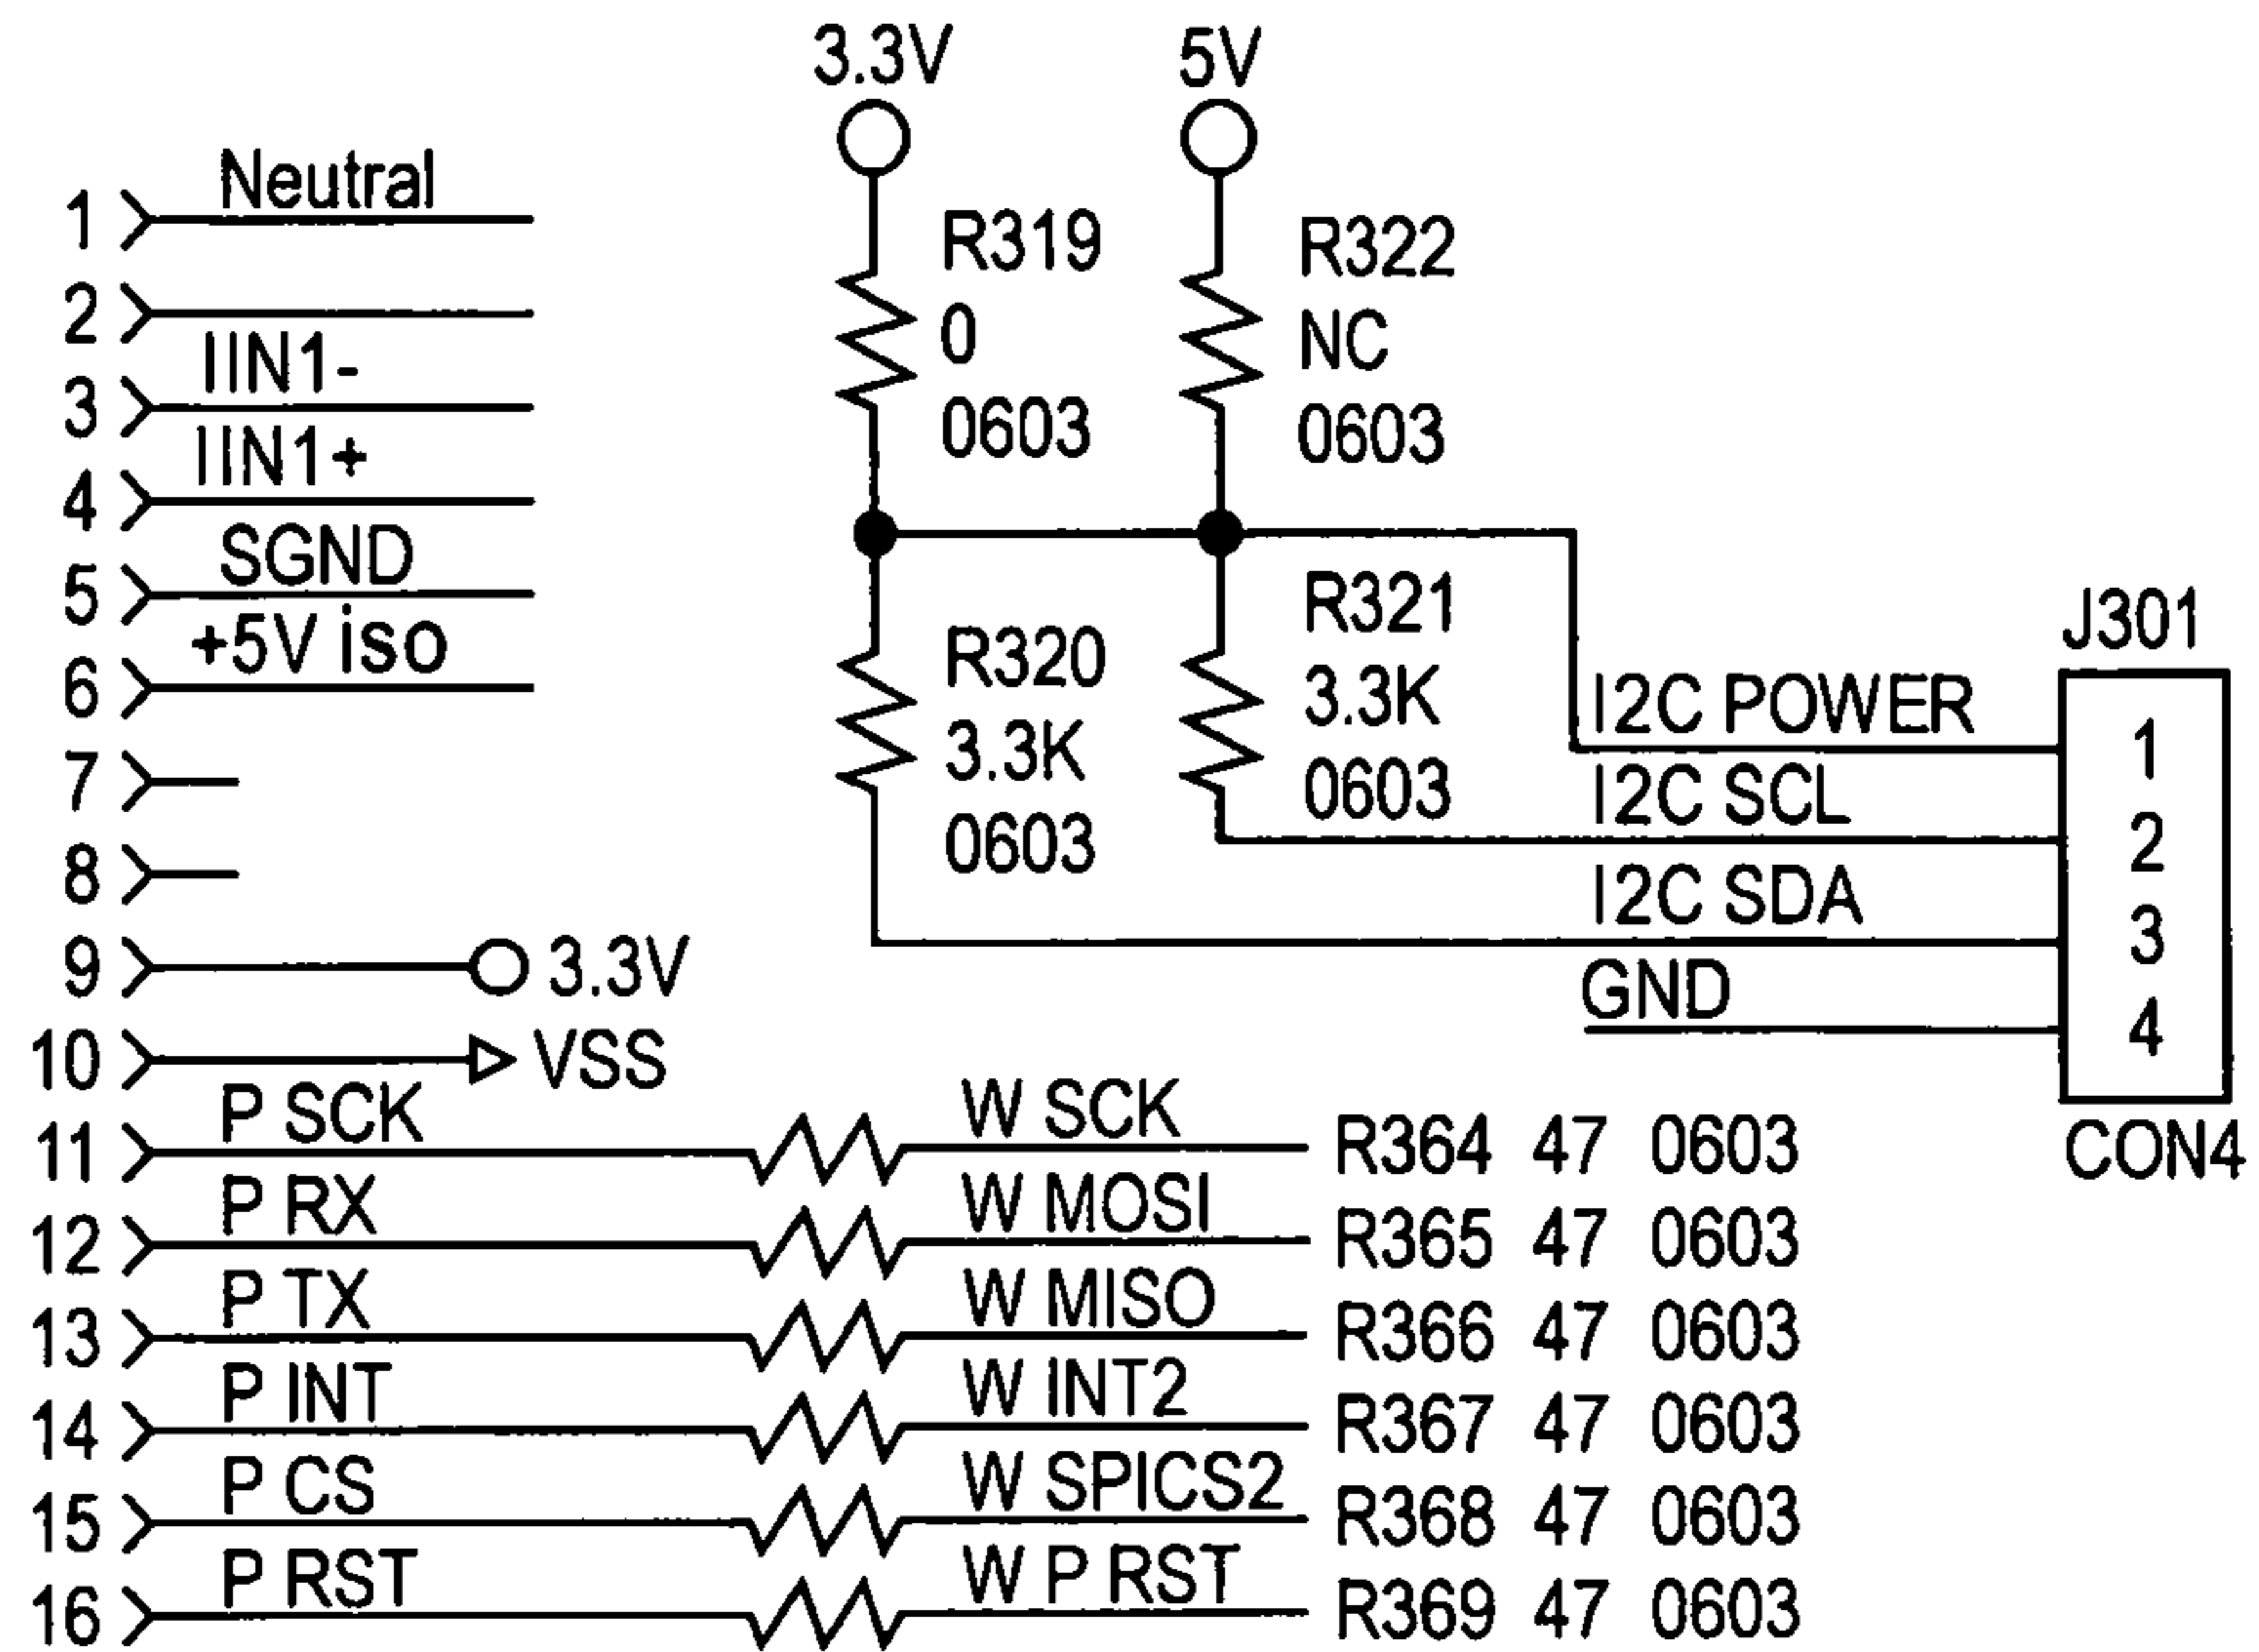 3.3V
5V
1 Neutral
2
3 IIN1-
4 IIN1+
5 SGND
6 +5V iso
7
8
9 3.3V
10 VSS
R319
0
0603
R322
NC
0603
R320
3.3K
0603
R321
3.3K
0603
J301
I2C POWER 1
I2C SCL 2
I2C SDA 3
GND 4
CON4
11 P SCK W SCK R364 47 0603
12 P RX W MOSI R365 47 0603
13 P TX W MISO R366 47 0603
14 P INT W INT2 R367 47 0603
15 P CS W SPICS2 R368 47 0603
16 P RST W P RST R369 47 0603